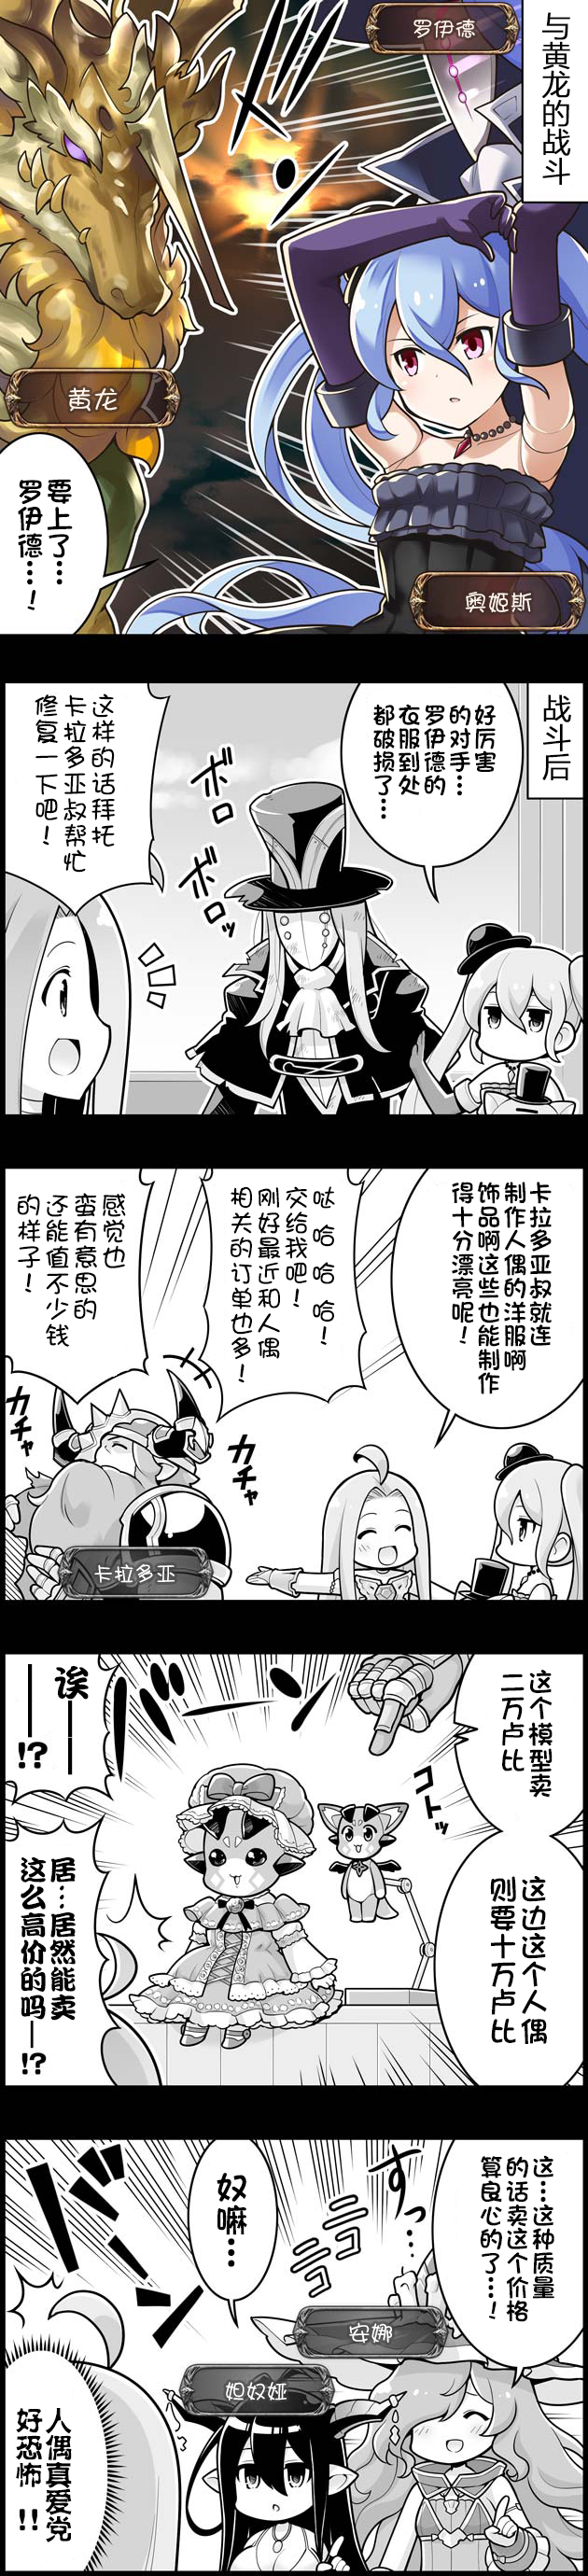 与黄龙的战斗
罗伊德
黄龙
要上了…
罗伊德…！
奥姬斯
战斗后
好厉害
的对手…
罗伊德的
衣服到处
都破损了…
ボロ
ボロッ
这样的话拜托
卡拉多亚叔帮忙
修复一下吧！
卡拉多亚叔就连
制作人偶的洋服啊
饰品啊这些也能制作
得十分漂亮呢！
哒哈哈哈！
交给我吧！
刚好最近和人偶
相关的订单也多！
感觉也
蛮有意思的
还能值不少钱
的样子！
カチャ
カチャ
卡拉多亚
这个模型卖
二万卢比
コトッ
这边这个人偶
则要十万卢比
バーン
诶——
——!?
居…居然能卖
这么高价的吗—!?
这…这种质量
的话卖这个价格
算良心的了…！
すっ…
奴嘛…
ニコニコ
安娜
妲奴娅
ドドン
人偶真爱党
好恐怖!!